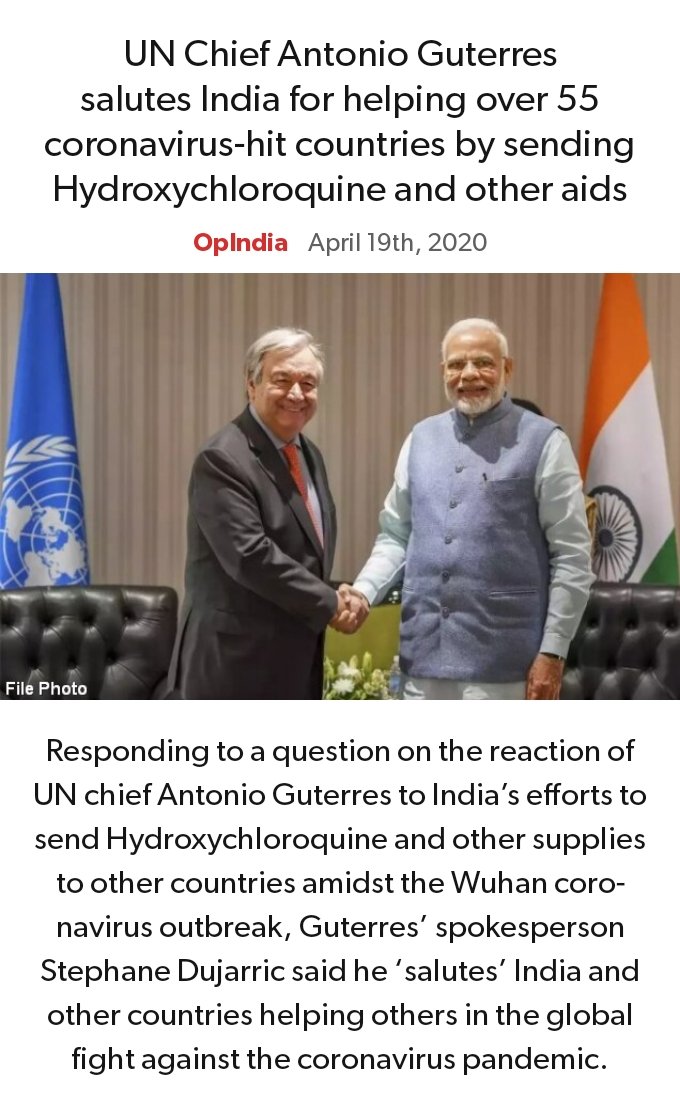 UN Chief Antonio Guterres
salutes India for helping over 55
coronavirus-hit countries by sending
Hydroxychloroquine and other aids
OpIndia April 19th, 2020
File Photo
Responding to a question on the reaction of
UN chief Antonio Guterres to India’s efforts to
send Hydroxychloroquine and other supplies
to other countries amidst the Wuhan coro-
navirus outbreak, Guterres’ spokesperson
Stephane Dujarric said he ‘salutes’ India and
other countries helping others in the global
fight against the coronavirus pandemic.